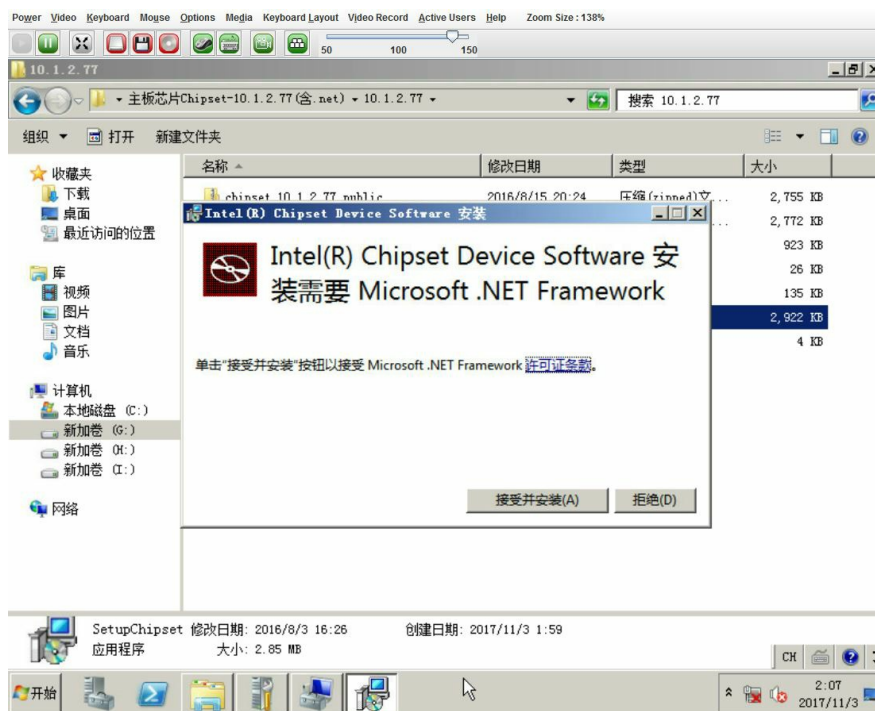 Power Video Keyboard Mouse Options Media Keyboard Layout Video Record Active Users Help Zoom Size : 138%
50 100 150
10.1.2.77
主板芯片Chipset-10.1.2.77(含.net) 10.1.2.77
搜索 10.1.2.77
组织 打开 新建文件夹
名称 修改日期 类型 大小
收藏夹
下载
桌面
最近访问的位置
库
视频
图片
文档
音乐
计算机
本地磁盘 (C:)
新加卷 (G:)
新加卷 (H:)
新加卷 (I:)
网络
chipset 10.1.2.77 public 2016/8/15 20:24 压缩(zipped)文... 2,755 KB
... 2,772 KB
923 KB
26 KB
135 KB
2,922 KB
4 KB
Intel(R) Chipset Device Software 安装
Intel(R) Chipset Device Software 安
装需要 Microsoft .NET Framework
单击"接受并安装"按钮以接受 Microsoft .NET Framework 许可证条款。
接受并安装(A) 拒绝(D)
SetupChipset 修改日期: 2016/8/3 16:26 创建日期: 2017/11/3 1:59
应用程序 大小: 2.85 MB
CH
开始
2:07
2017/11/3